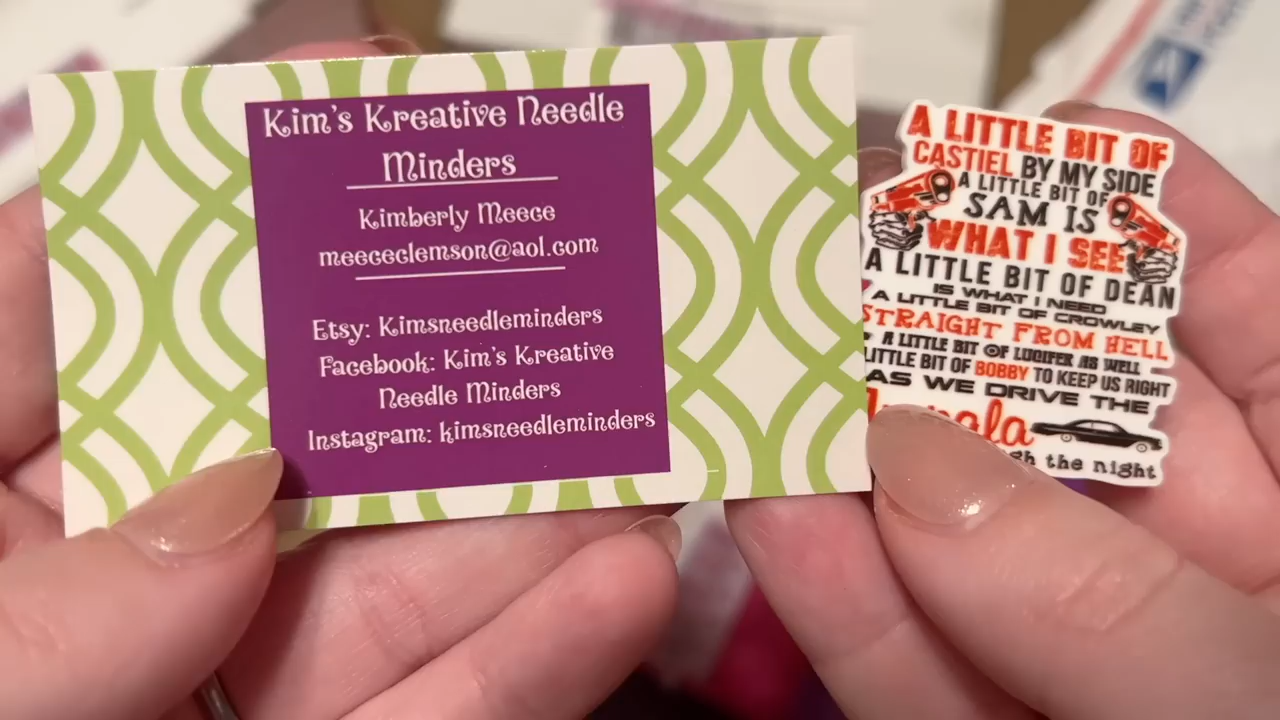 Kim's Kreative Needle
Minders
Kimberly Meece
meececlemson@aol.com
Etsy: Kimsneedleminders
Facebook: Kim's Kreative
Needle Minders
Instagram: kimsneedleminders
A LITTLE BIT OF
CASTIEL BY MY SIDE
A LITTLE BIT OF
SAM IS
WHAT I SEE
A LITTLE BIT OF DEAN
IS WHAT I NEED
A LITTLE BIT OF CROWLEY
STRAIGHT FROM HELL
A LITTLE BIT OF LUCIFER AS WELL
LITTLE BIT OF BOBBY TO KEEP US RIGHT
AS WE DRIVE THE
the night